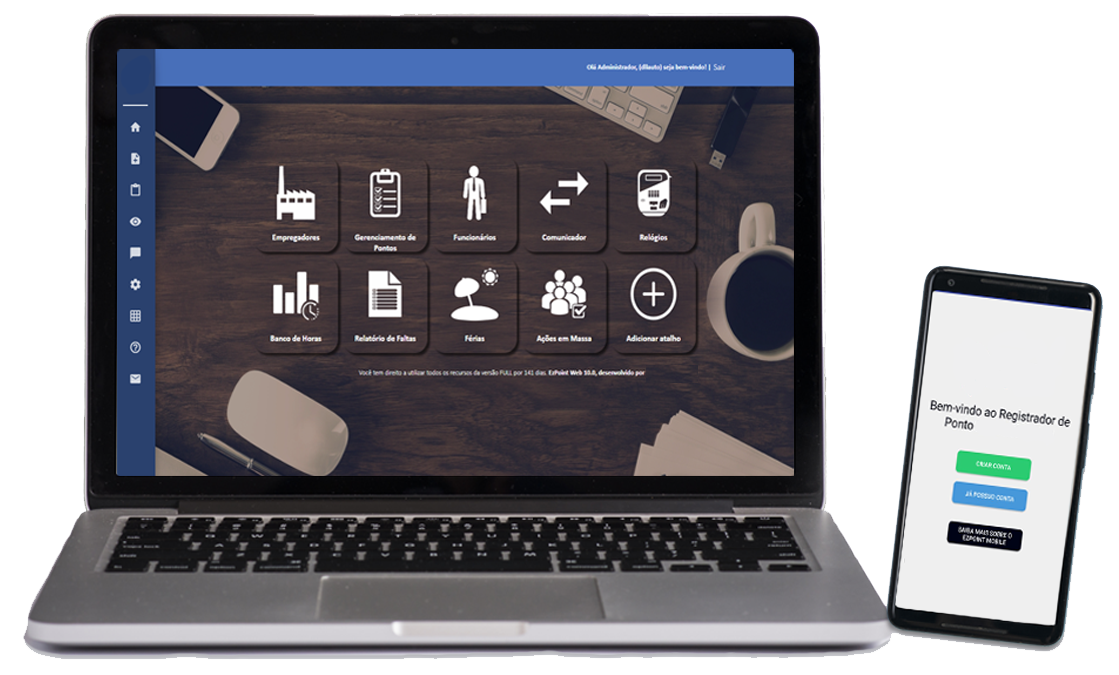 Olá Administrador, (dilauto) seja bem-vindo! | Sair
Empregadores
Gerenciamento de
Pontos
Funcionários
Comunicador
Relógios
Banco de Horas
Relatório de Faltas
Férias
Ações em Massa
Adicionar atalho
Você tem direito a utilizar todos os recursos da versão FULL por 141 dias. EzPoint Web 10.0, desenvolvido por
Bem-vindo ao Registrador de
Ponto
CRIAR CONTA
JÁ POSSUO CONTA
SAIBA MAIS SOBRE O
EZPOINT MOBILE